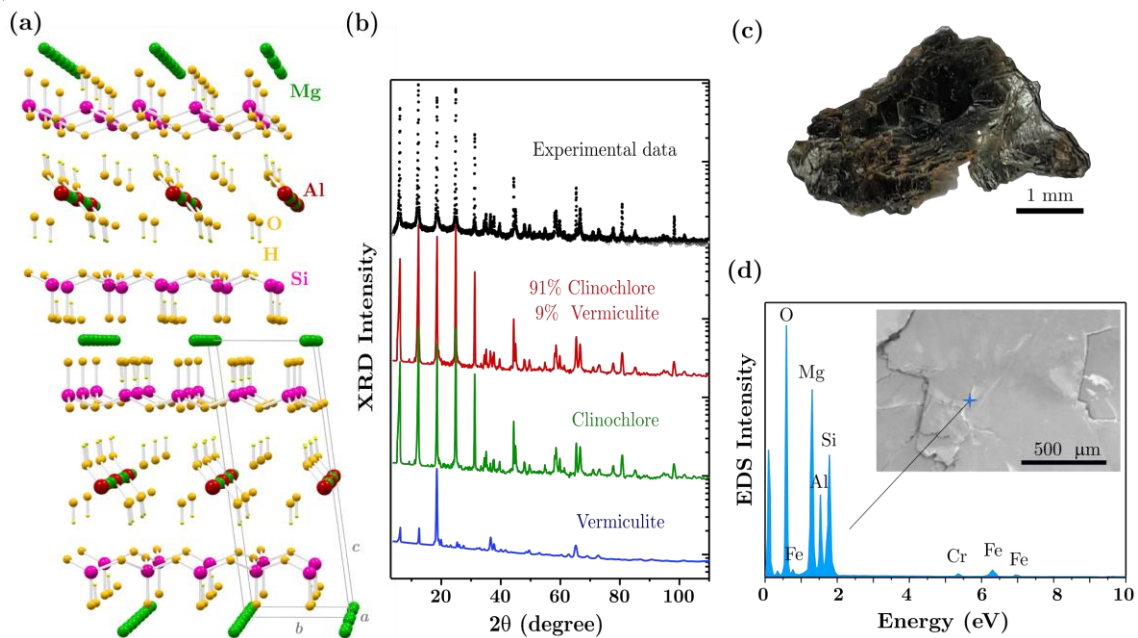 (a)
Mg
Al
O
H
Si
c
a
b
(b)
XRD Intensity
Experimental data
91% Clinochlore
9% Vermiculite
Clinochlore
Vermiculite
20 40 60 80 100
2θ (degree)
(c)
1 mm
(d)
EDS Intensity
O
Mg
Si
Al
Fe
Cr
Fe
Fe
500 μm
0 2 4 6 8 10
Energy (eV)